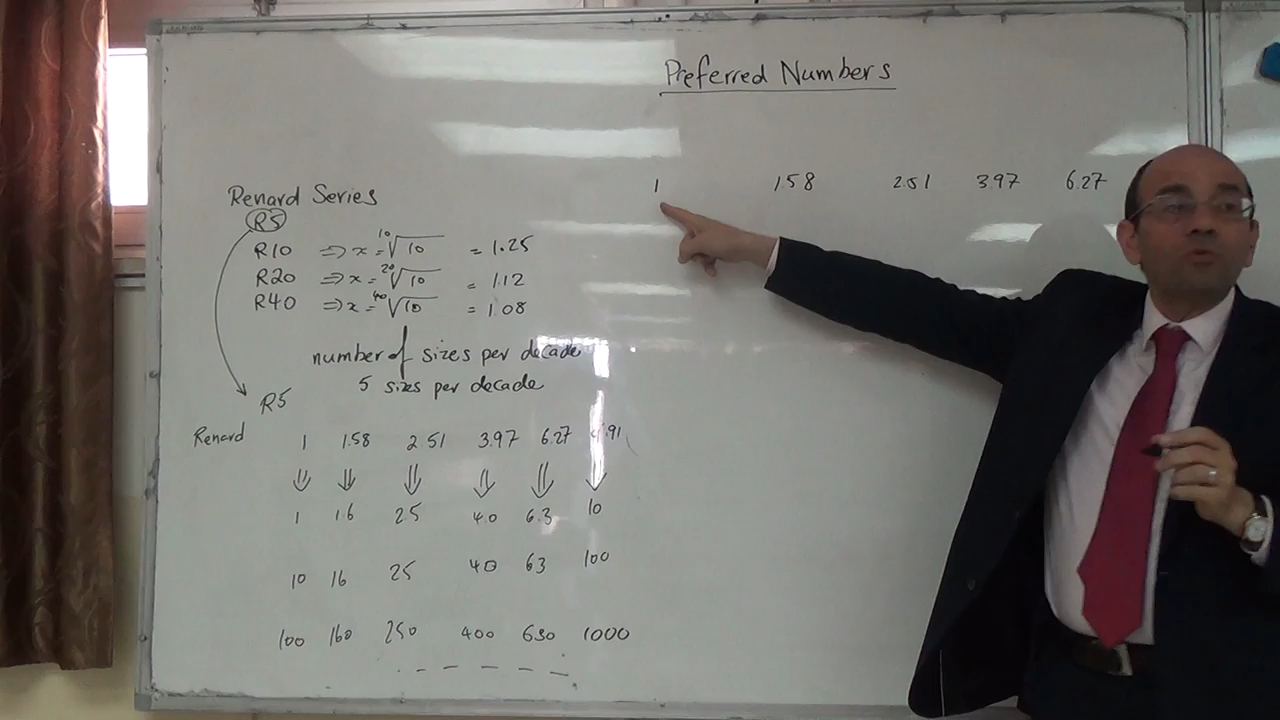 Preferred Numbers
1 1.58 2.51 3.97 6.27
Renard Series
R5
R10 ⇒ x = ¹⁰√10 = 1.25
R20 ⇒ x = ²⁰√10 = 1.12
R40 ⇒ x = ⁴⁰√10 = 1.08
number of sizes per decade
5 sizes per decade
R5
Renard 1 1.58 2.51 3.97 6.27
⇓ ⇓ ⇓ ⇓ ⇓ ⇓
1 1.6 2.5 4.0 6.3 10
10 16 25 40 63 100
100 160 250 400 630 1000